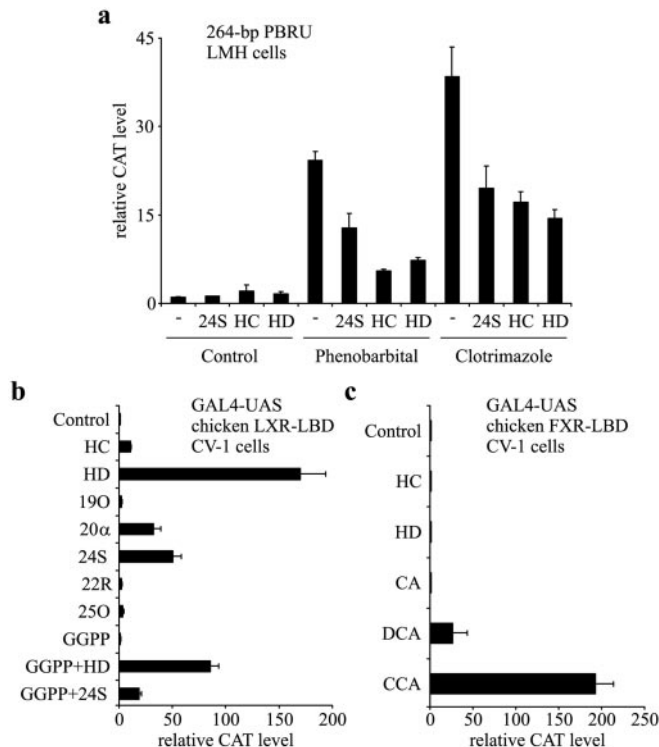 a
264-bp PBRU
LMH cells
relative CAT level
45
30
15
0
- 24S HC HD - 24S HC HD - 24S HC HD
Control Phenobarbital Clotrimazole
b
GAL4-UAS
chicken LXR-LBD
CV-1 cells
Control
HC
HD
19O
20α
24S
22R
25O
GGPP
GGPP+HD
GGPP+24S
0 50 100 150 200
relative CAT level
c
GAL4-UAS
chicken FXR-LBD
CV-1 cells
Control
HC
HD
CA
DCA
CCA
0 50 100 150 200 250
relative CAT level